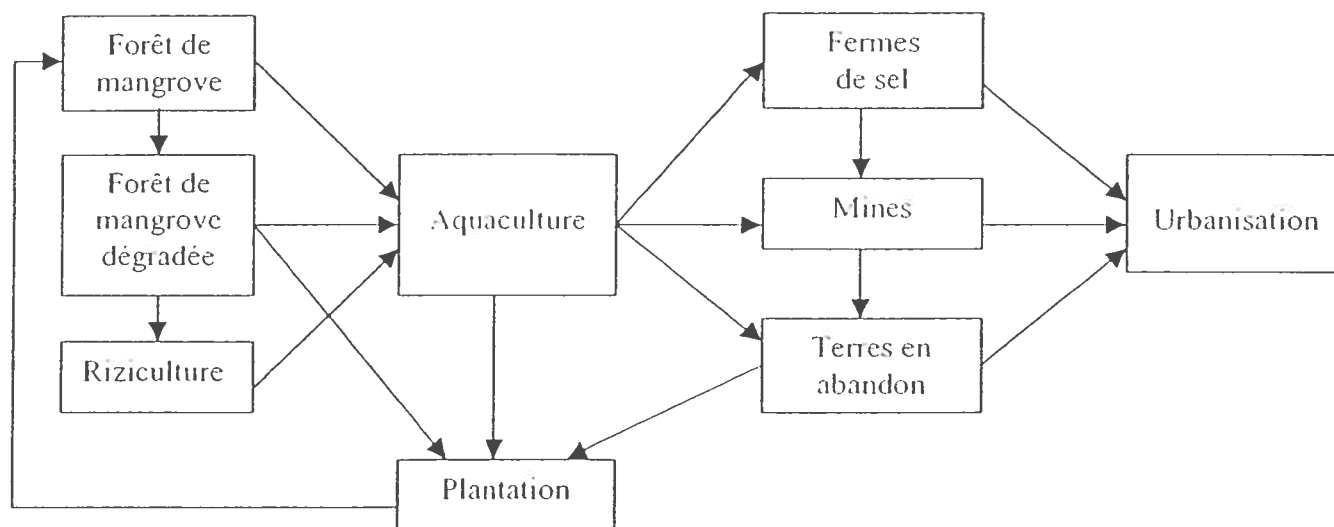 Forêt de
mangrove
Forêt de
mangrove
dégradée
Riziculture
Aquaculture
Plantation
Fermes
de sel
Mines
Terres en
abandon
Urbanisation